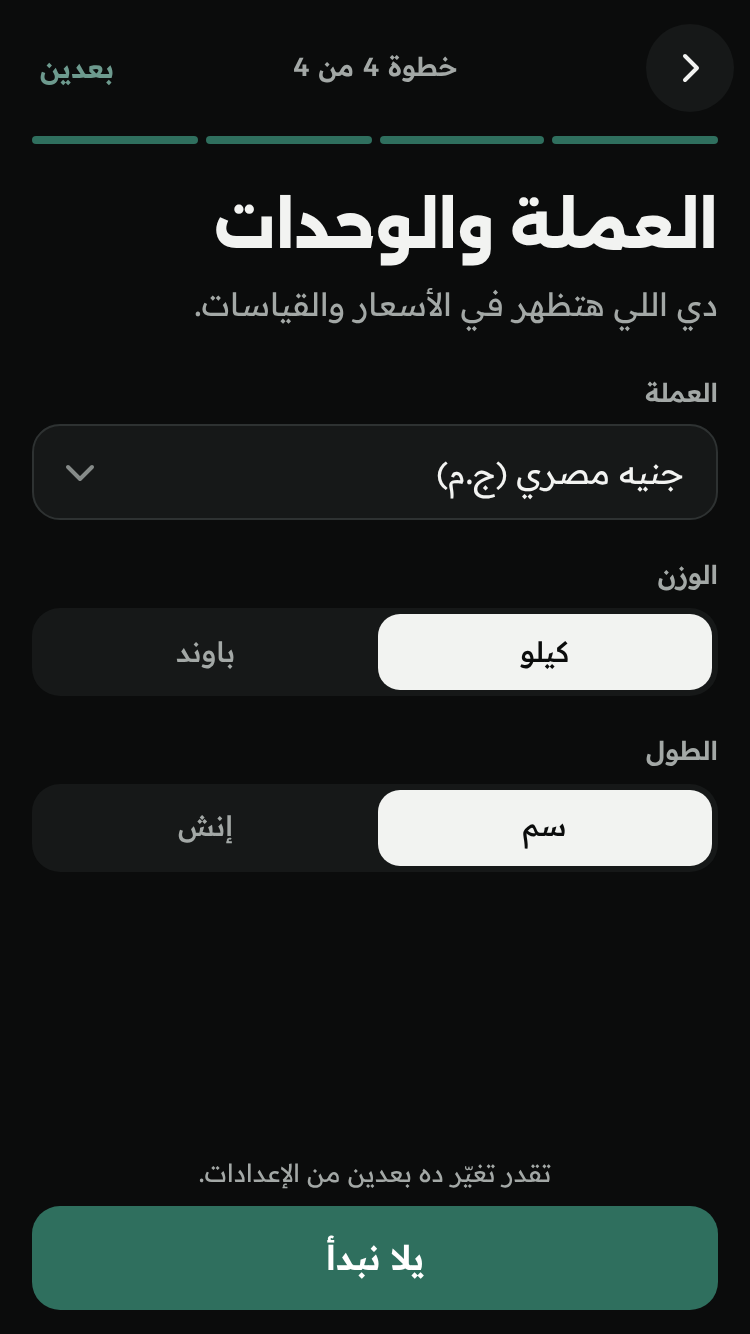 خطوة 4 من 4
بعدين
العملة والوحدات
دي اللي هتظهر في الأسعار والقياسات.
العملة
جنيه مصري (ج.م)
الوزن
كيلو
باوند
الطول
سم
إنش
تقدر تغيّر ده بعدين من الإعدادات.
يلا نبدأ